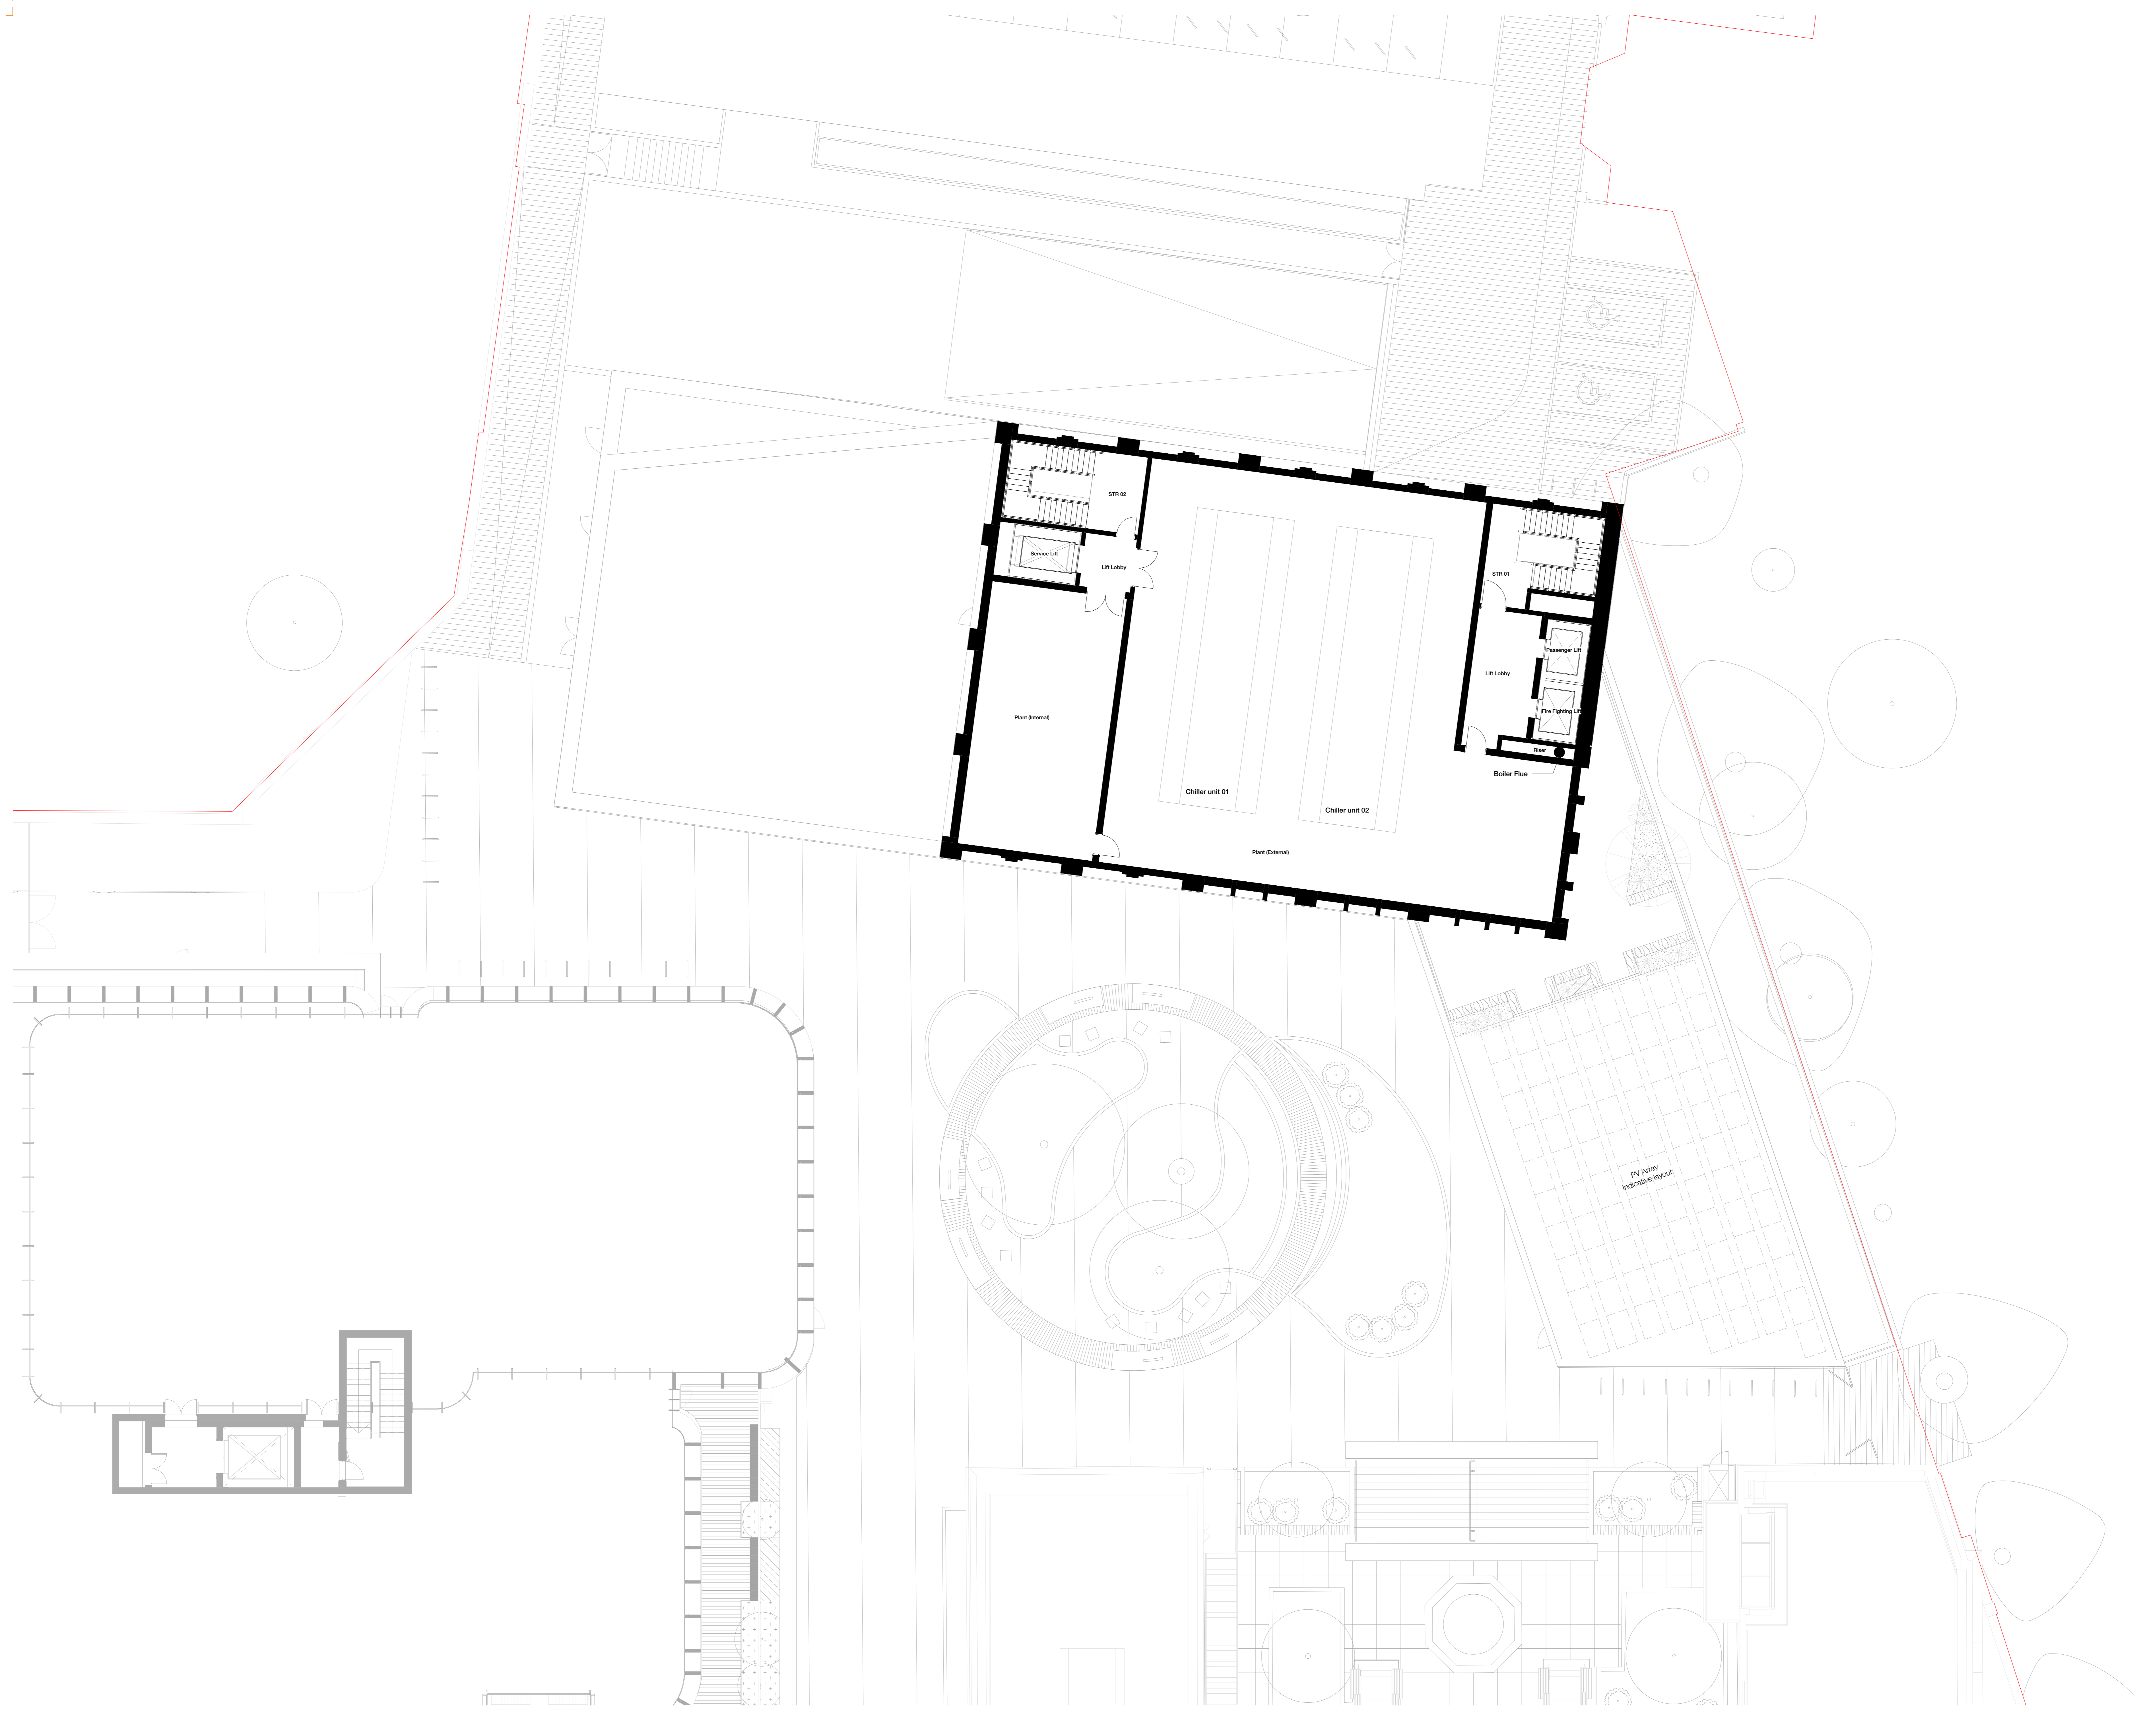 STR 02
Service Lift
Lift Lobby
STR 01
Passenger Lift
Lift Lobby
Fire Fighting Lift
Plant (Internal)
Riser
Boiler Flue
Chiller unit 01
Chiller unit 02
Plant (External)
PV Array
Indicative layout